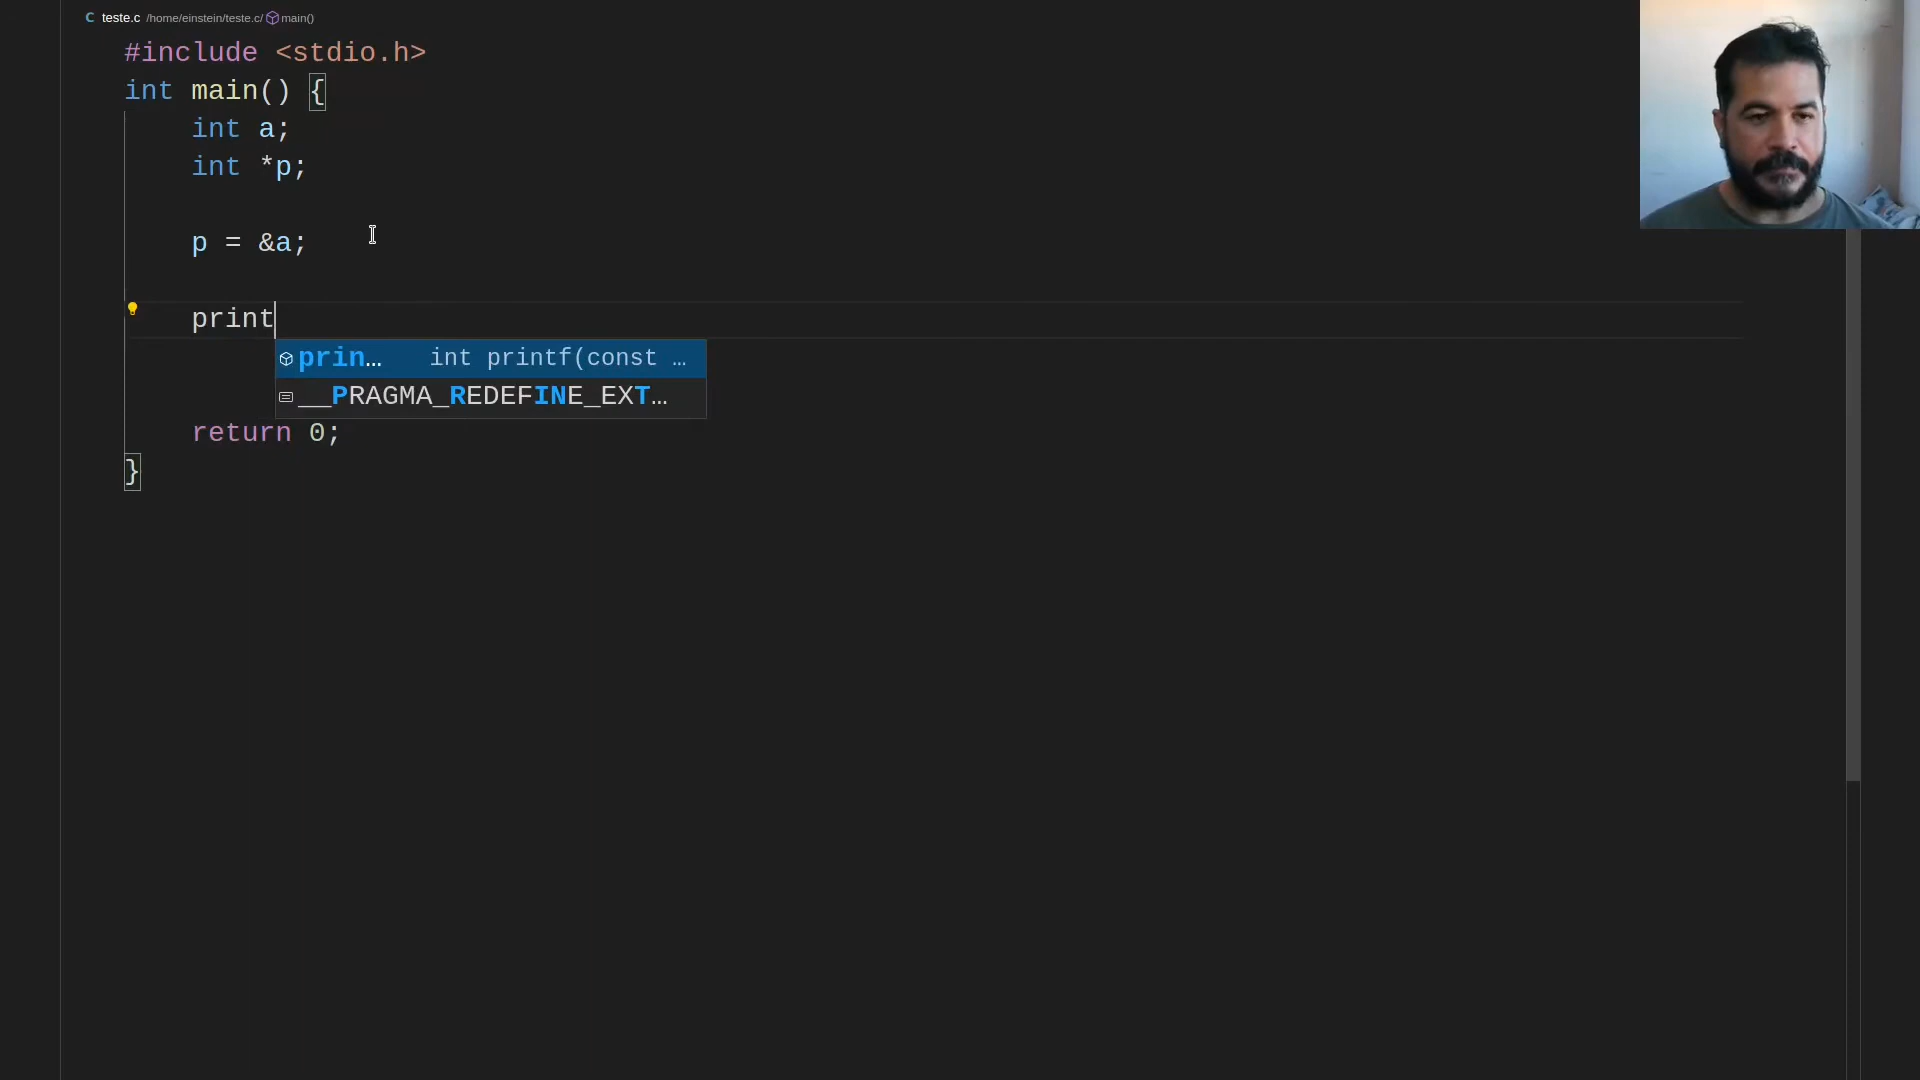 C teste.c /home/einstein/teste.c/ main()
#include <stdio.h>
int main() {
int a;
int *p;
p = &a;
print
prin… int printf(const …
__PRAGMA_REDEFINE_EXT…
return 0;
}